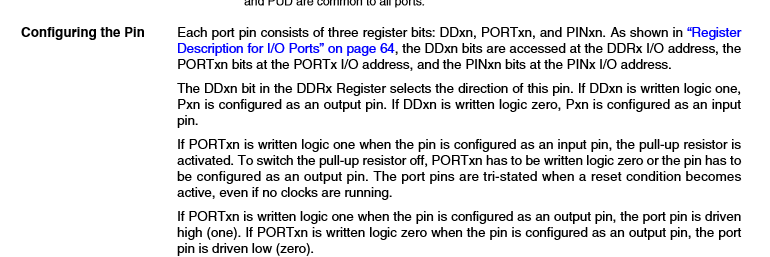 and PUD are common to all ports.
Configuring the Pin
Each port pin consists of three register bits: DDxn, PORTxn, and PINxn. As shown in “Register
Description for I/O Ports” on page 64, the DDxn bits are accessed at the DDRx I/O address, the
PORTxn bits at the PORTx I/O address, and the PINxn bits at the PINx I/O address.
The DDxn bit in the DDRx Register selects the direction of this pin. If DDxn is written logic one,
Pxn is configured as an output pin. If DDxn is written logic zero, Pxn is configured as an input
pin.
If PORTxn is written logic one when the pin is configured as an input pin, the pull-up resistor is
activated. To switch the pull-up resistor off, PORTxn has to be written logic zero or the pin has to
be configured as an output pin. The port pins are tri-stated when a reset condition becomes
active, even if no clocks are running.
If PORTxn is written logic one when the pin is configured as an output pin, the port pin is driven
high (one). If PORTxn is written logic zero when the pin is configured as an output pin, the port
pin is driven low (zero).